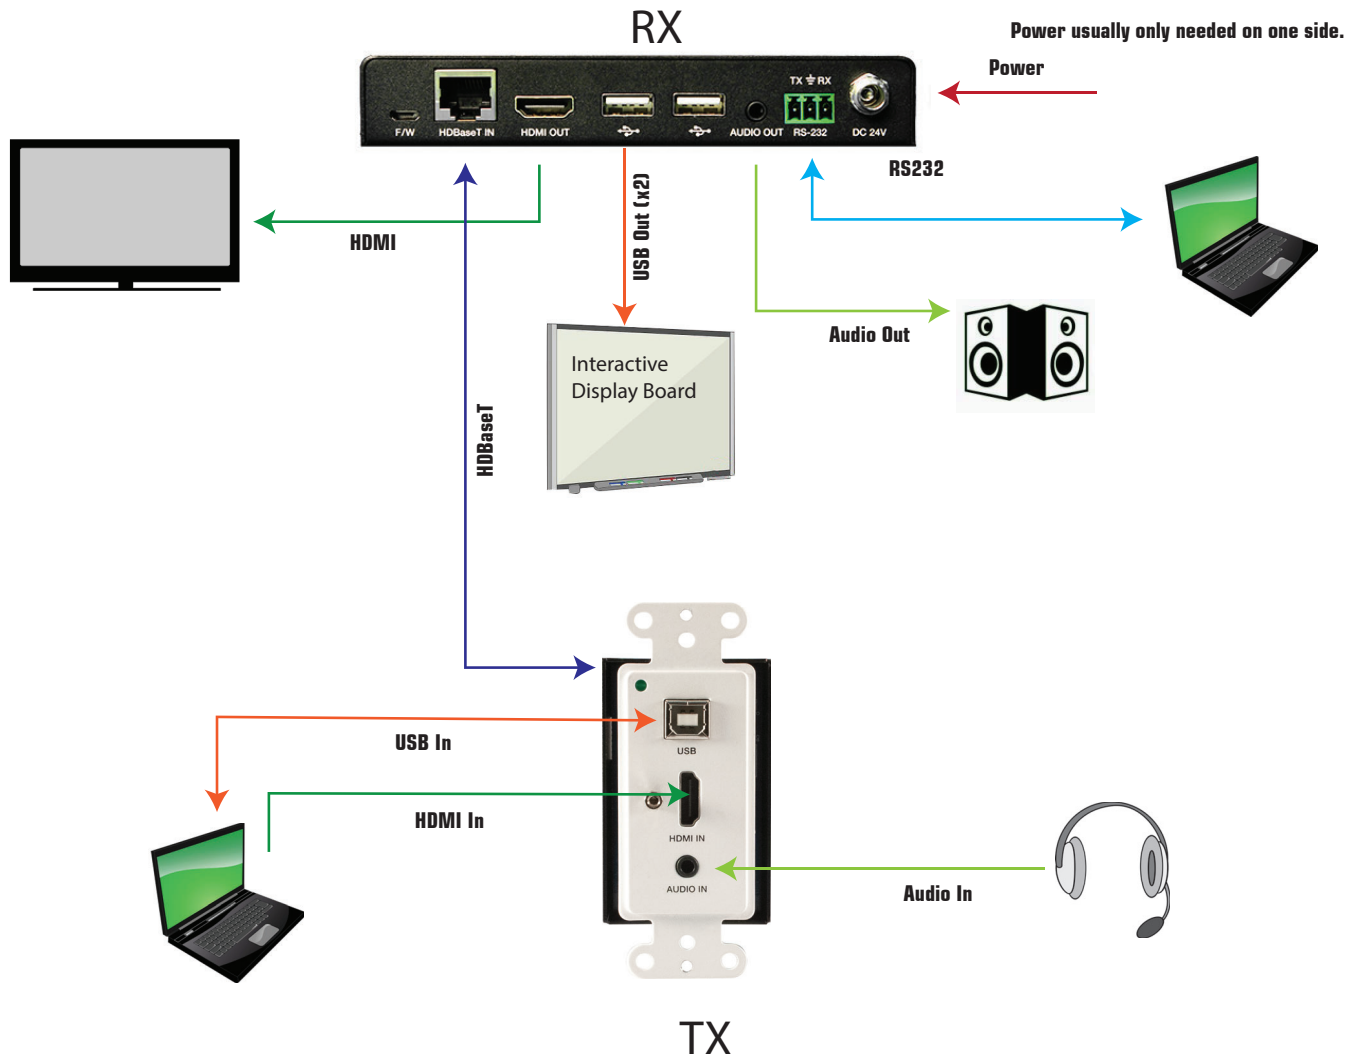 RX
Power usually only needed on one side.
Power
TX RX
F/W HDBaseT IN HDMI OUT AUDIO OUT RS-232 DC 24V
RS232
HDMI
USB Out (x2)
Audio Out
Interactive
Display Board
HDBaseT
USB In
USB
HDMI In
HDMI IN
AUDIO IN
Audio In
TX